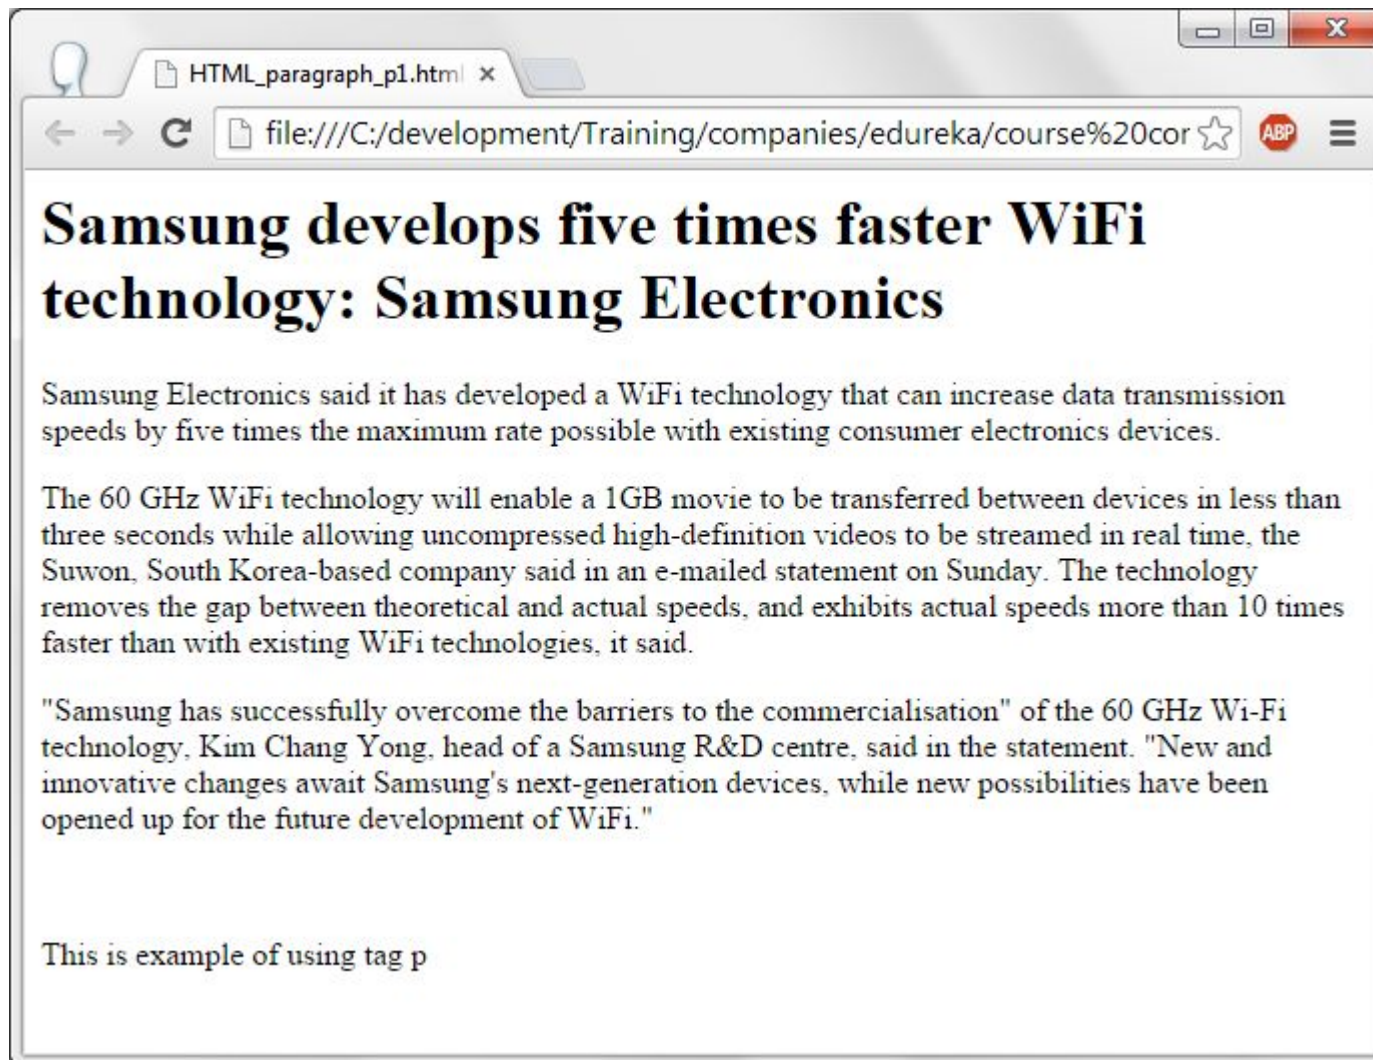 HTML_paragraph_p1.html
file:///C:/development/Training/companies/edureka/course%20cor
ABP
Samsung develops five times faster WiFi
technology: Samsung Electronics
Samsung Electronics said it has developed a WiFi technology that can increase data transmission
speeds by five times the maximum rate possible with existing consumer electronics devices.
The 60 GHz WiFi technology will enable a 1GB movie to be transferred between devices in less than
three seconds while allowing uncompressed high-definition videos to be streamed in real time, the
Suwon, South Korea-based company said in an e-mailed statement on Sunday. The technology
removes the gap between theoretical and actual speeds, and exhibits actual speeds more than 10 times
faster than with existing WiFi technologies, it said.
"Samsung has successfully overcome the barriers to the commercialisation" of the 60 GHz Wi-Fi
technology, Kim Chang Yong, head of a Samsung R&D centre, said in the statement. "New and
innovative changes await Samsung's next-generation devices, while new possibilities have been
opened up for the future development of WiFi."
This is example of using tag p